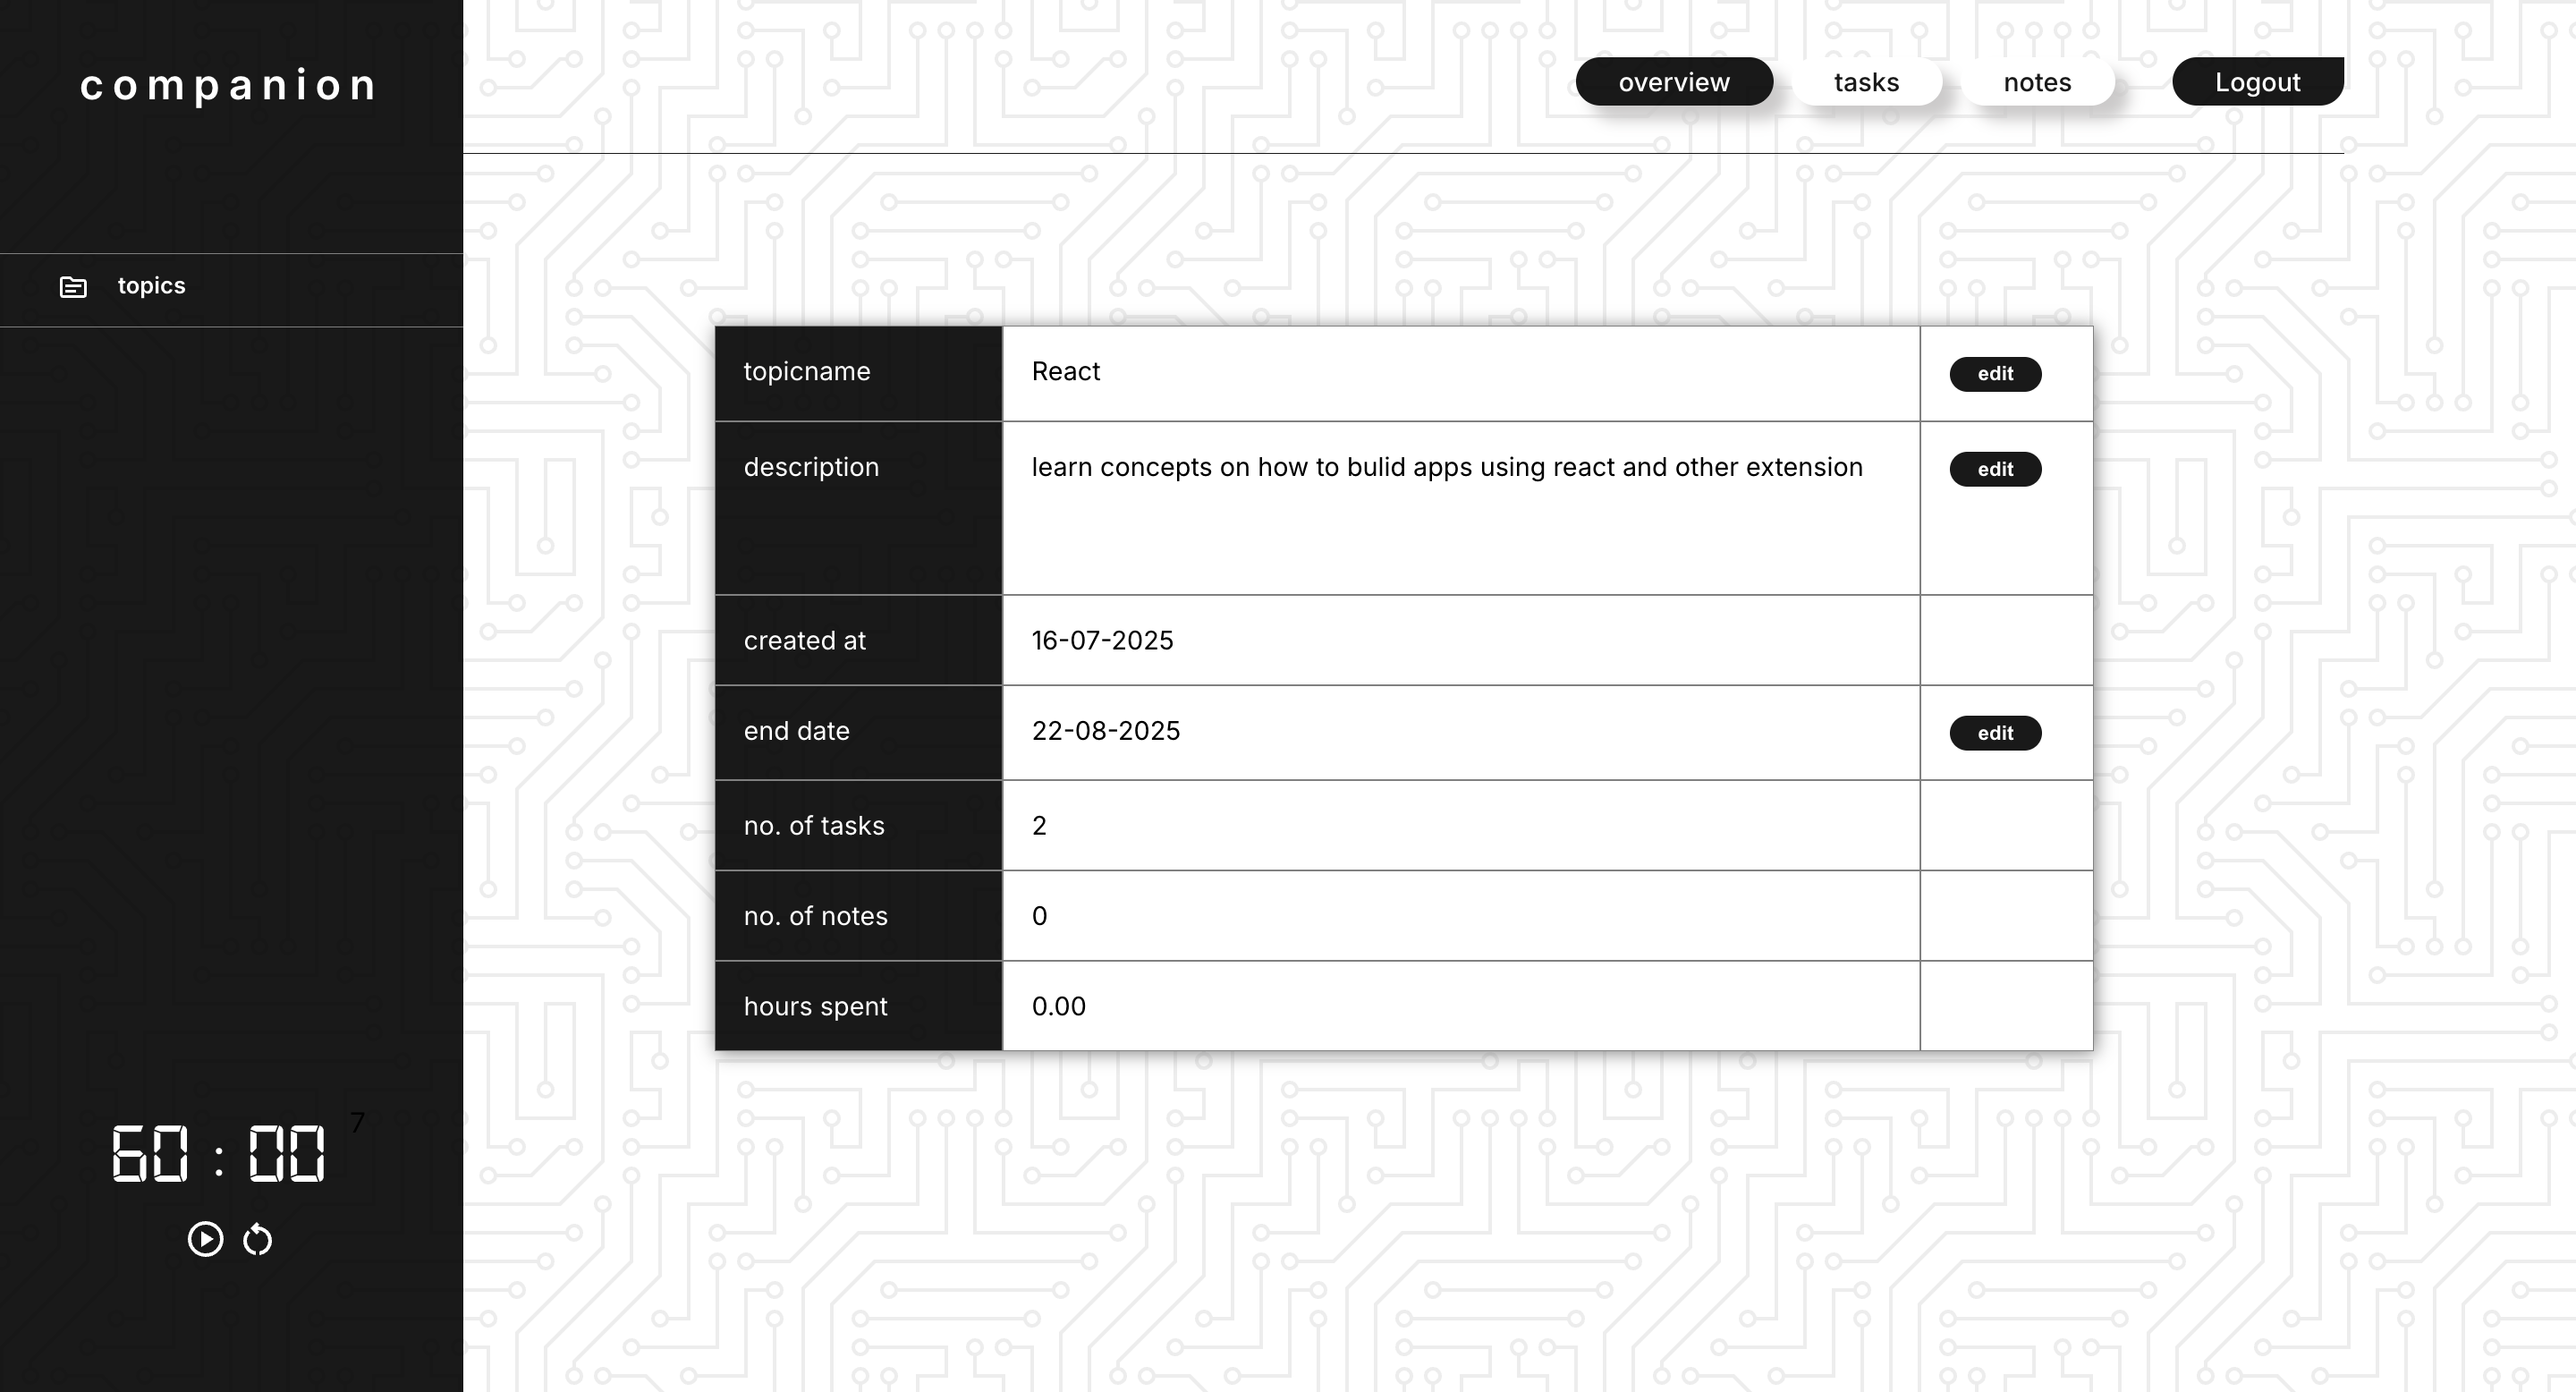 companion
overview tasks notes Logout
topics
topicname React edit
description learn concepts on how to bulid apps using react and other extension edit
created at 16-07-2025
end date 22-08-2025 edit
no. of tasks 2
no. of notes 0
hours spent 0.00
7
60 : 00